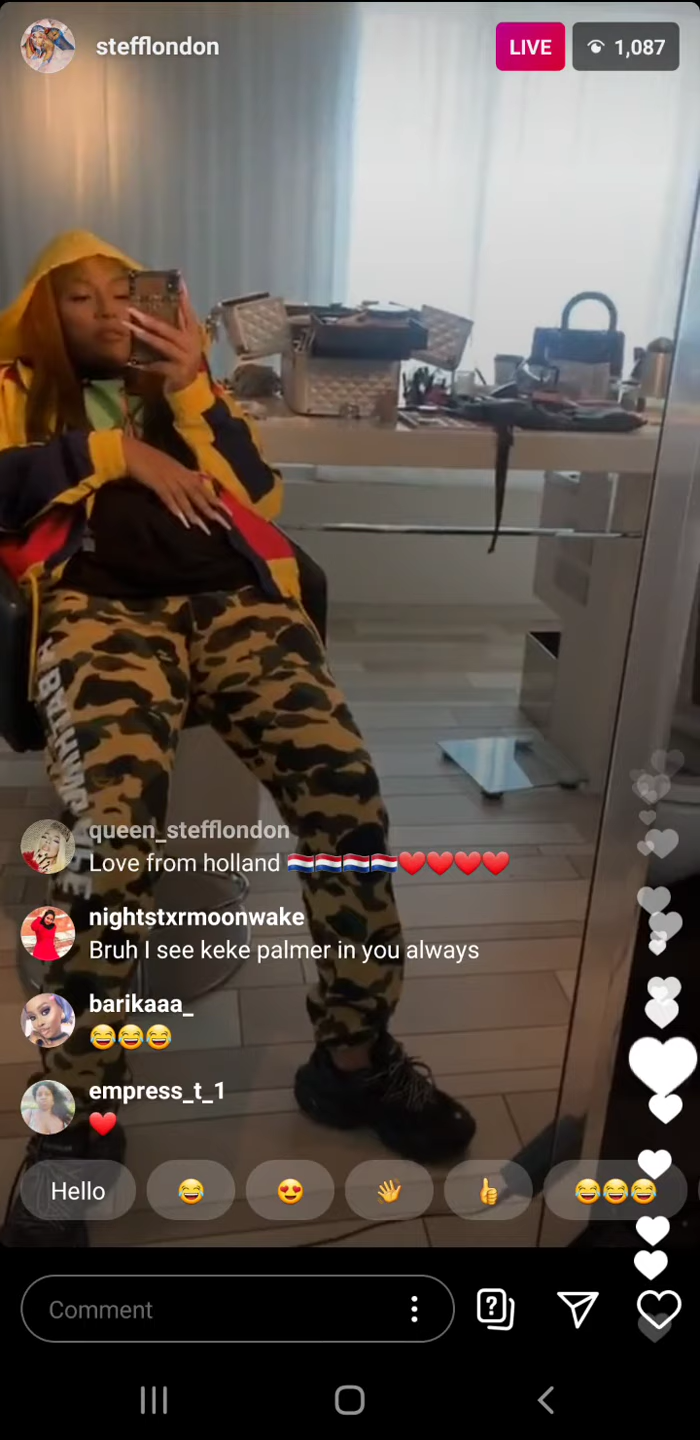 stefflondon
LIVE
1,087
queen_stefflondon
Love from holland 🇳🇱🇳🇱🇳🇱🇳🇱❤️❤️❤️❤️
nightstxrmoonwake
Bruh I see keke palmer in you always
barikaaa_
😂😂😂
empress_t_1
❤️
Hello 😂 😍 👋 👍 😂😂😂
Comment
?